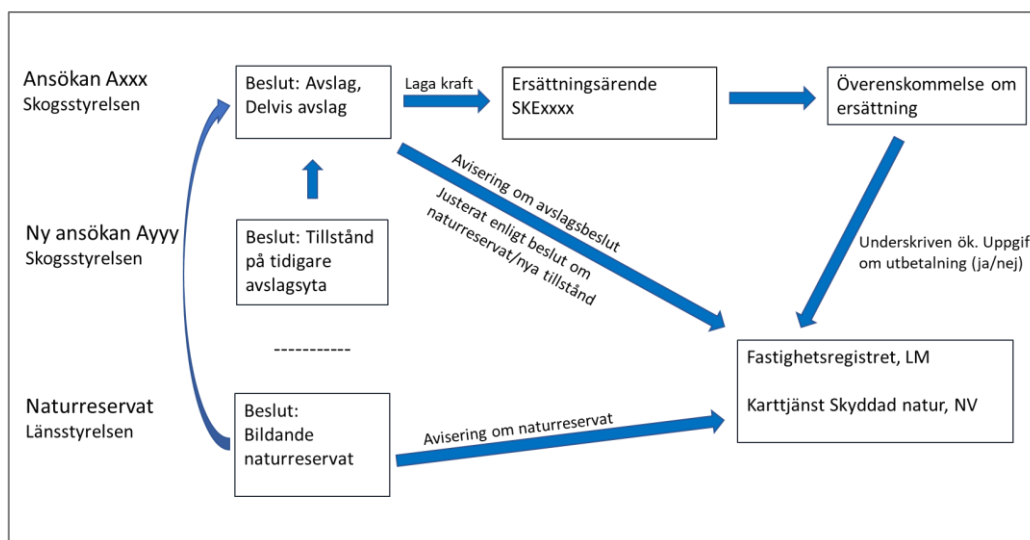 Ansökan Axxx
Skogsstyrelsen
Beslut: Avslag,
Delvis avslag
Laga kraft
Ersättningsärende
SKExxxx
Överenskommelse om
ersättning
Avisering om avslagsbeslut
Justerat enligt beslut om
naturreservat/nya tillstånd
Ny ansökan Ayyy
Skogsstyrelsen
Beslut: Tillstånd
på tidigare
avslagsyta
Underskriven ök. Uppgif
om utbetalning (ja/nej)
-----------
Fastighetsregistret, LM
Karttjänst Skyddad natur, NV
Naturreservat
Länsstyrelsen
Beslut:
Bildande
naturreservat
Avisering om naturreservat